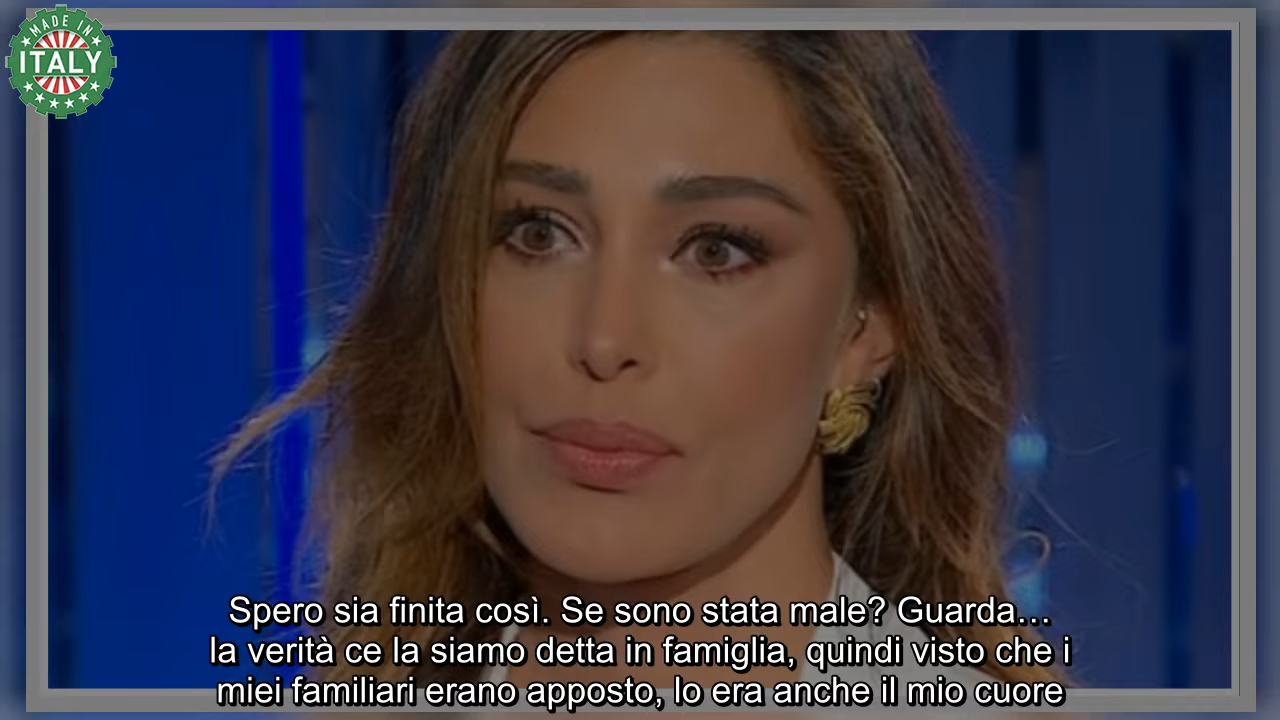 MADE IN
ITALY
Spero sia finita così. Se sono stata male? Guarda…
la verità ce la siamo detta in famiglia, quindi visto che i
miei familiari erano apposto, lo era anche il mio cuore